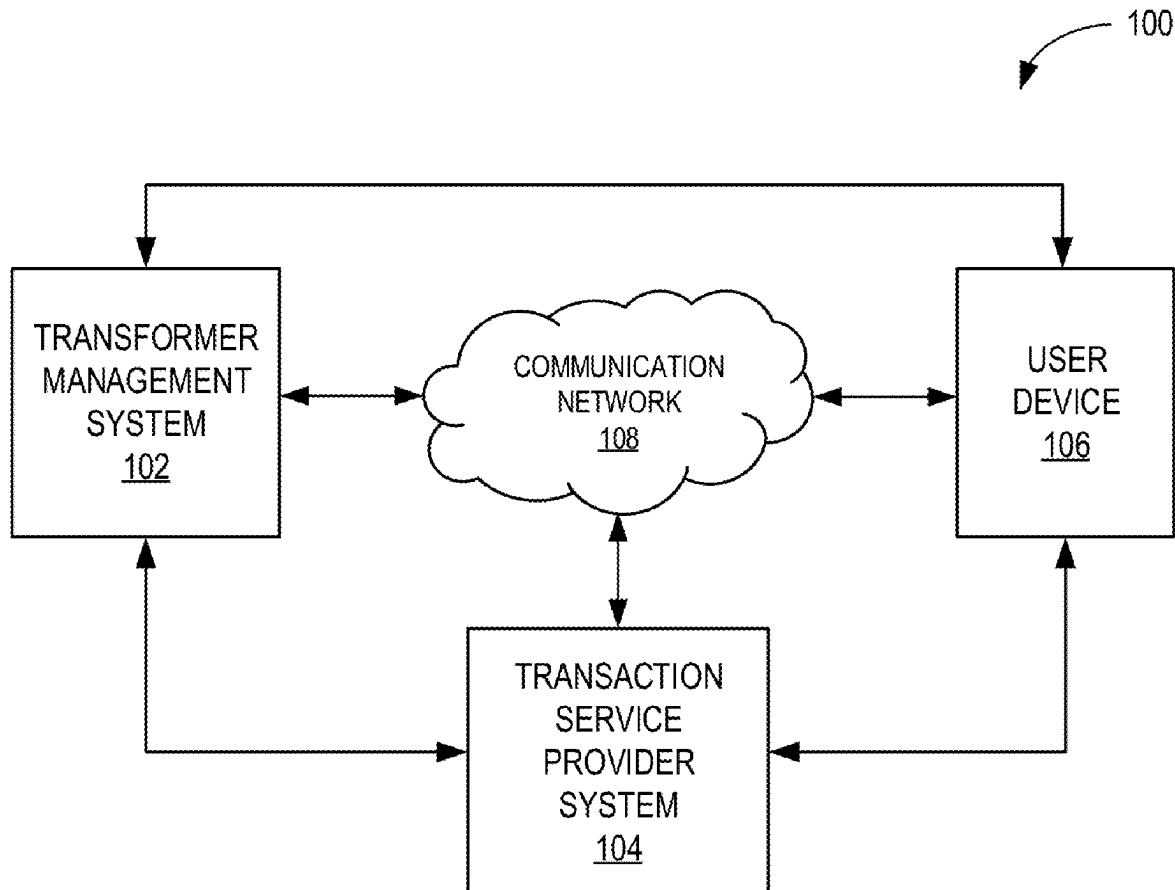 100
TRANSFORMER
MANAGEMENT
SYSTEM
102
COMMUNICATION
NETWORK
108
USER
DEVICE
106
TRANSACTION
SERVICE
PROVIDER
SYSTEM
104